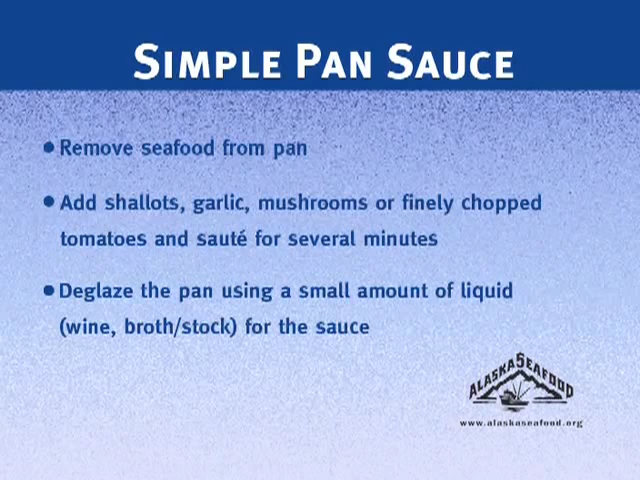 SIMPLE PAN SAUCE
• Remove seafood from pan
• Add shallots, garlic, mushrooms or finely chopped
tomatoes and sauté for several minutes
• Deglaze the pan using a small amount of liquid
(wine, broth/stock) for the sauce
ALASKA SEAFOOD
www.alaskaseafood.org